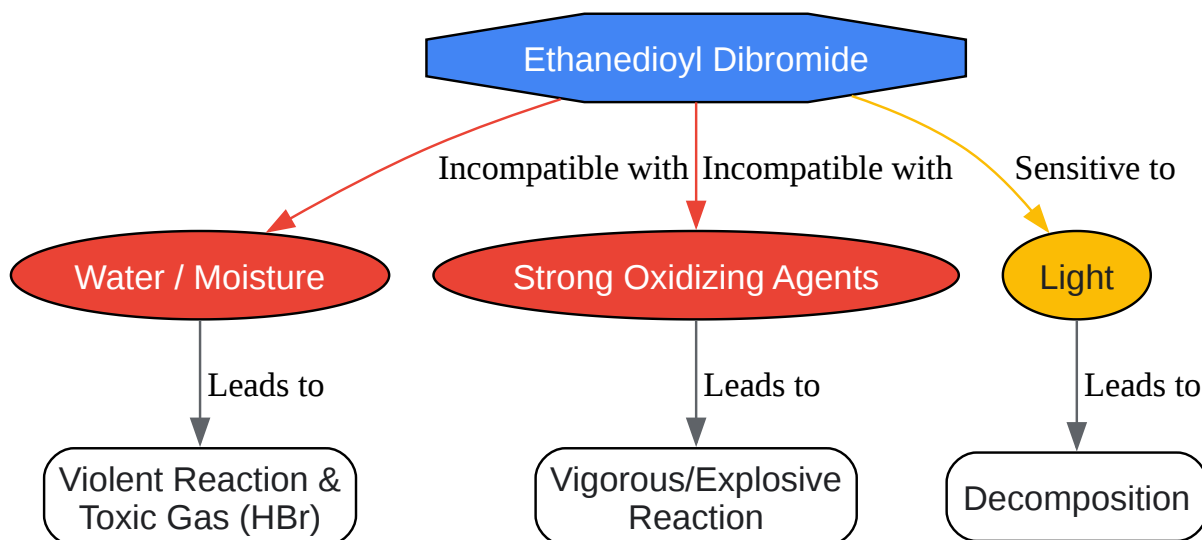 Ethanedioyl Dibromide
Incompatible with
Incompatible with
Sensitive to
Water / Moisture
Strong Oxidizing Agents
Light
Leads to
Leads to
Leads to
Violent Reaction &
Toxic Gas (HBr)
Vigorous/Explosive
Reaction
Decomposition